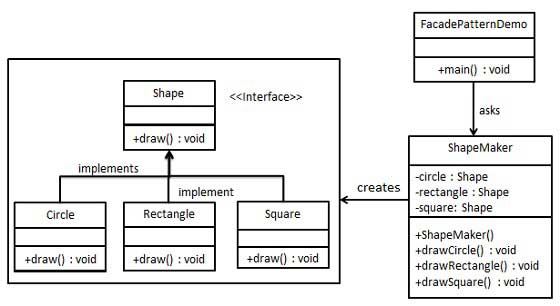 FacadePatternDemo
+main() : void
asks
Shape
<<Interface>>
+draw() : void
implements
implement
Circle
+draw() : void
Rectangle
+draw() : void
Square
+draw() : void
creates
ShapeMaker
-circle : Shape
-rectangle : Shape
-square: Shape
+ShapeMaker()
+drawCircle() : void
+drawRectangle() : void
+drawSquare() : void